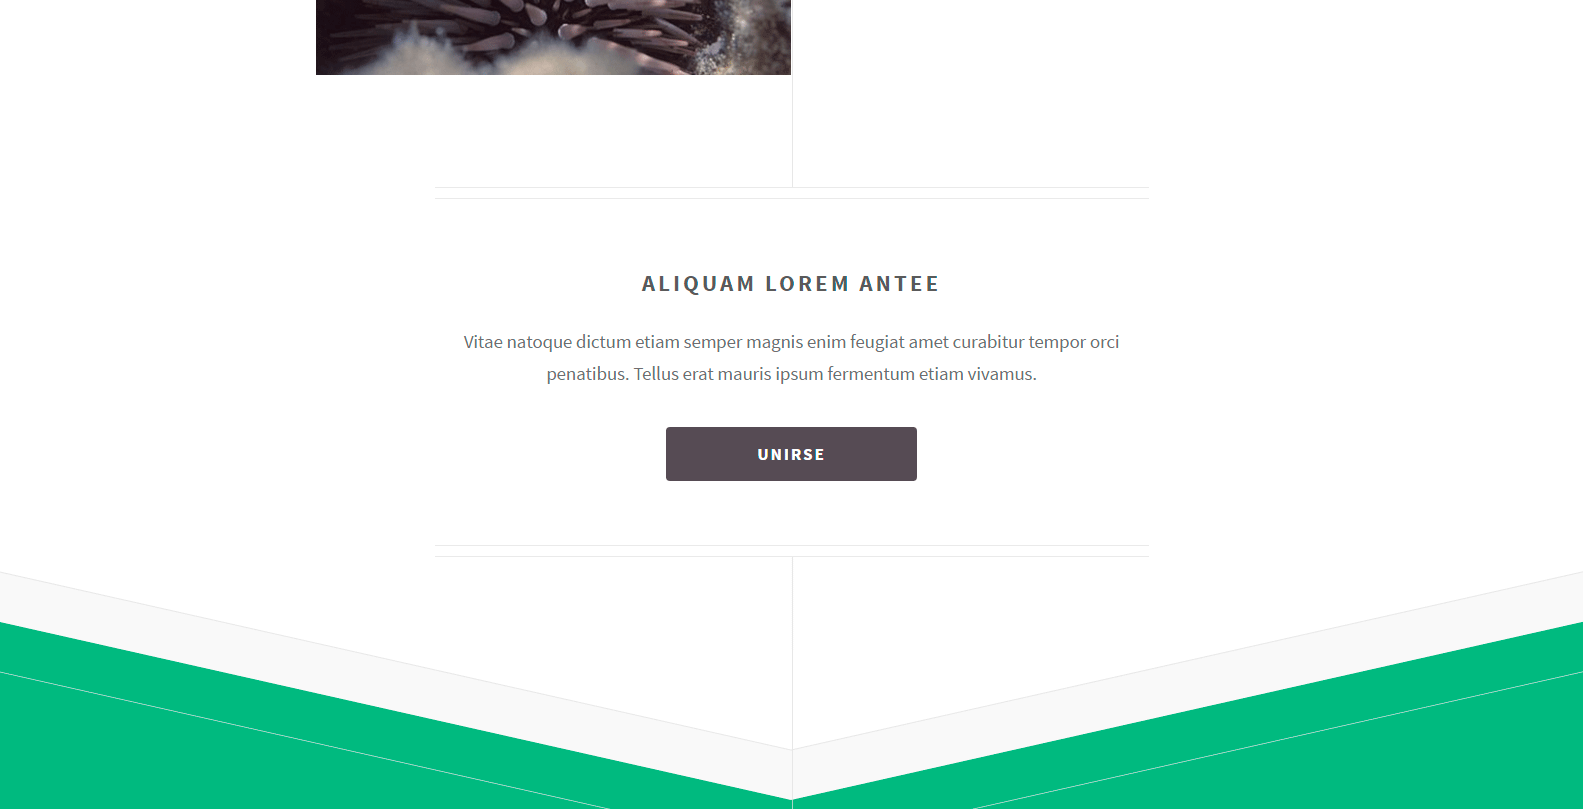 ALIQUAM LOREM ANTEE
Vitae natoque dictum etiam semper magnis enim feugiat amet curabitur tempor orci
penatibus. Tellus erat mauris ipsum fermentum etiam vivamus.
UNIRSE